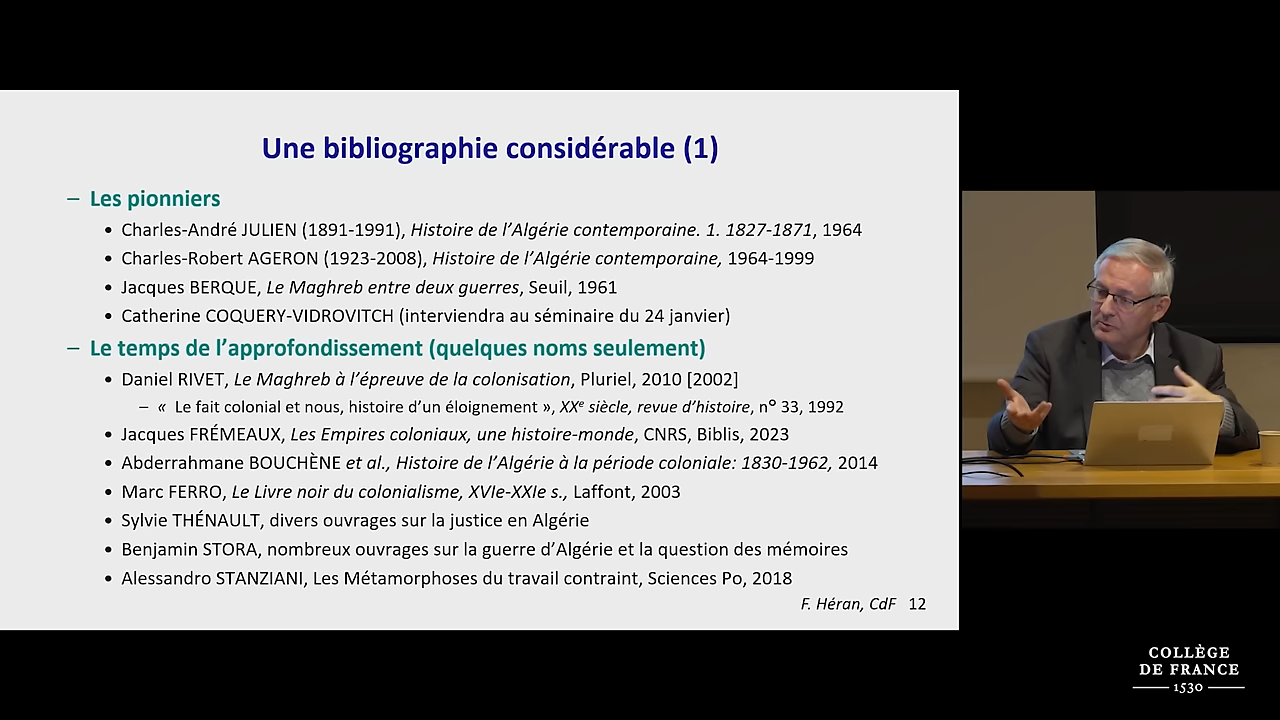 Une bibliographie considérable (1)
– Les pionniers
• Charles-André JULIEN (1891-1991), Histoire de l’Algérie contemporaine. 1. 1827-1871, 1964
• Charles-Robert AGERON (1923-2008), Histoire de l’Algérie contemporaine, 1964-1999
• Jacques BERQUE, Le Maghreb entre deux guerres, Seuil, 1961
• Catherine COQUERY-VIDROVITCH (interviendra au séminaire du 24 janvier)
– Le temps de l’approfondissement (quelques noms seulement)
• Daniel RIVET, Le Maghreb à l’épreuve de la colonisation, Pluriel, 2010 [2002]
– « Le fait colonial et nous, histoire d’un éloignement », XXe siècle, revue d’histoire, n° 33, 1992
• Jacques FRÉMEAUX, Les Empires coloniaux, une histoire-monde, CNRS, Biblis, 2023
• Abderrahmane BOUCHÈNE et al., Histoire de l’Algérie à la période coloniale: 1830-1962, 2014
• Marc FERRO, Le Livre noir du colonialisme, XVIe-XXIe s., Laffont, 2003
• Sylvie THÉNAULT, divers ouvrages sur la justice en Algérie
• Benjamin STORA, nombreux ouvrages sur la guerre d’Algérie et la question des mémoires
• Alessandro STANZIANI, Les Métamorphoses du travail contraint, Sciences Po, 2018
F. Héran, CdF 12
COLLÈGE
DE FRANCE
1530